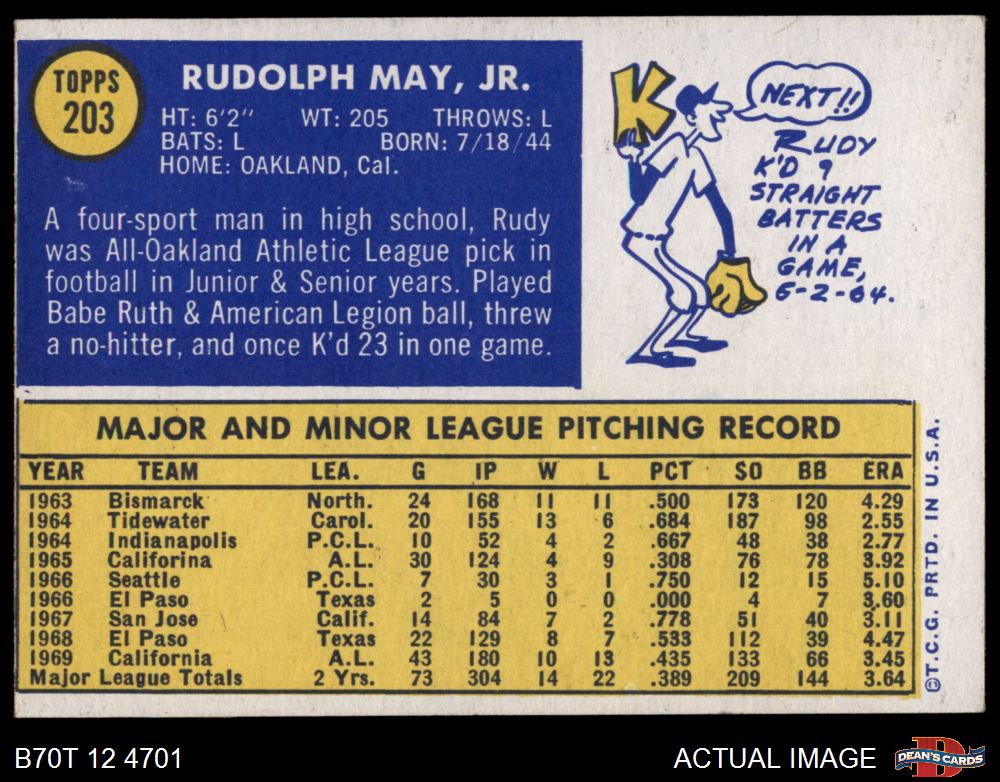 TOPPS
203
RUDOLPH MAY, JR.
HT: 6'2" WT: 205 THROWS: L
BATS: L BORN: 7/18/44
HOME: OAKLAND, Cal.
A four-sport man in high school, Rudy
was All-Oakland Athletic League pick in
football in Junior & Senior years. Played
Babe Ruth & American Legion ball, threw
a no-hitter, and once K'd 23 in one game.
K
NEXT!!
RUDY
K'D 9
STRAIGHT
BATTERS
IN A
GAME,
6-2-64.
MAJOR AND MINOR LEAGUE PITCHING RECORD
YEAR TEAM LEA. G IP W L PCT SO BB ERA
1963 Bismarck North. 24 168 11 11 .500 173 120 4.29
1964 Tidewater Carol. 20 155 13 6 .684 187 98 2.55
1964 Indianapolis P.C.L. 10 52 4 2 .667 48 38 2.77
1965 Califorina A.L. 30 124 4 9 .308 76 78 3.92
1966 Seattle P.C.L. 7 30 3 1 .750 12 15 5.10
1966 El Paso Texas 2 5 0 0 .000 4 7 3.60
1967 San Jose Calif. 14 84 7 2 .778 51 40 3.11
1968 El Paso Texas 22 129 8 7 .533 112 39 4.47
1969 California A.L. 43 180 10 13 .435 133 66 3.45
Major League Totals 2 Yrs. 73 304 14 22 .389 209 144 3.64
©T.C.G. PRTD. IN U.S.A.
B70T 12 4701
ACTUAL IMAGE
D
DEAN'S CARDS